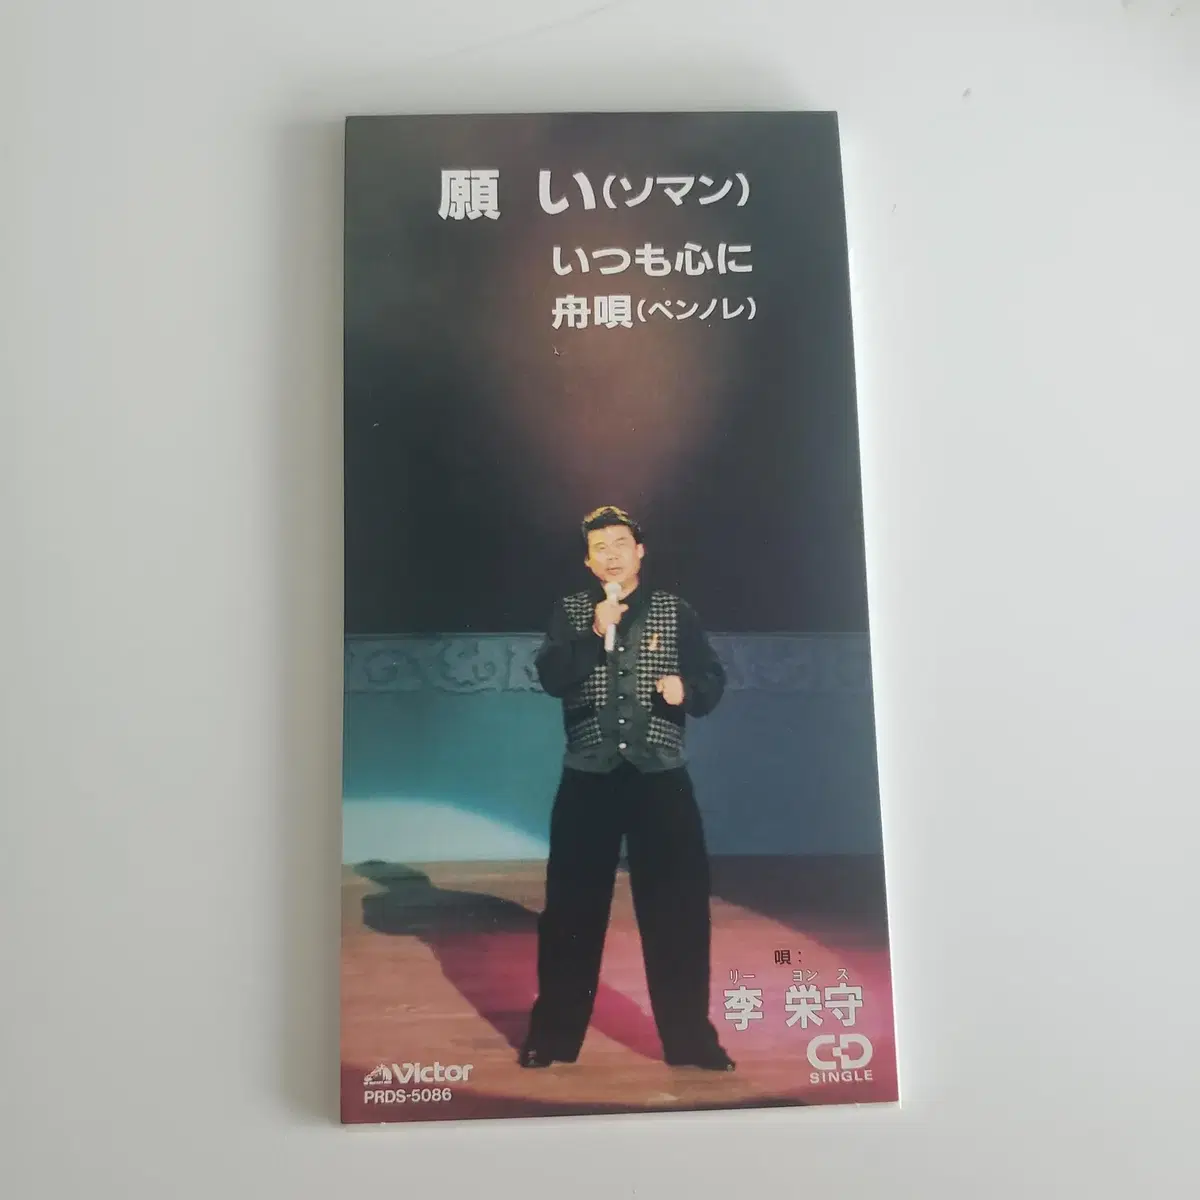 願い(ソマン)
いつも心に
舟唄(ペンノレ)
唄:
リー ヨンス
李 栄守
CD
SINGLE
Victor
PRDS-5086